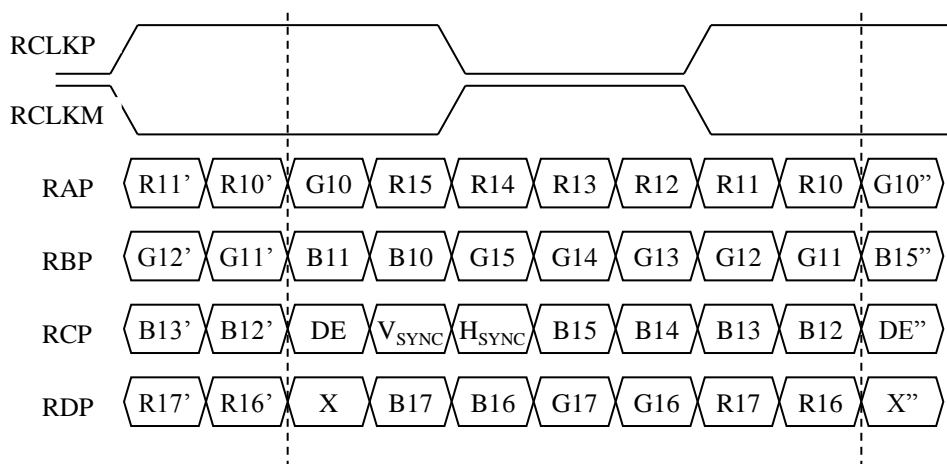 RCLKP
RCLKM
RAP R11’ R10’ G10 R15 R14 R13 R12 R11 R10 G10”
RBP G12’ G11’ B11 B10 G15 G14 G13 G12 G11 B15”
RCP B13’ B12’ DE VSYNC HSYNC B15 B14 B13 B12 DE”
RDP R17’ R16’ X B17 B16 G17 G16 R17 R16 X”